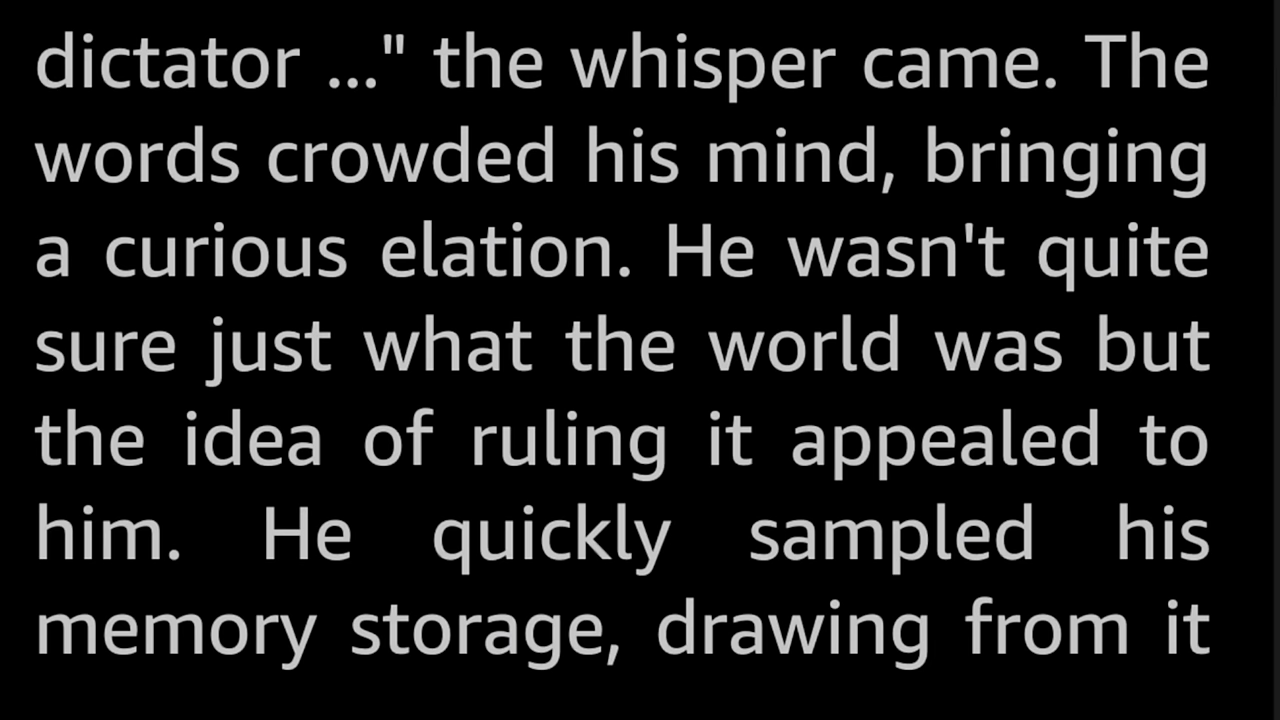 dictator ..." the whisper came. The
words crowded his mind, bringing
a curious elation. He wasn't quite
sure just what the world was but
the idea of ruling it appealed to
him. He quickly sampled his
memory storage, drawing from it